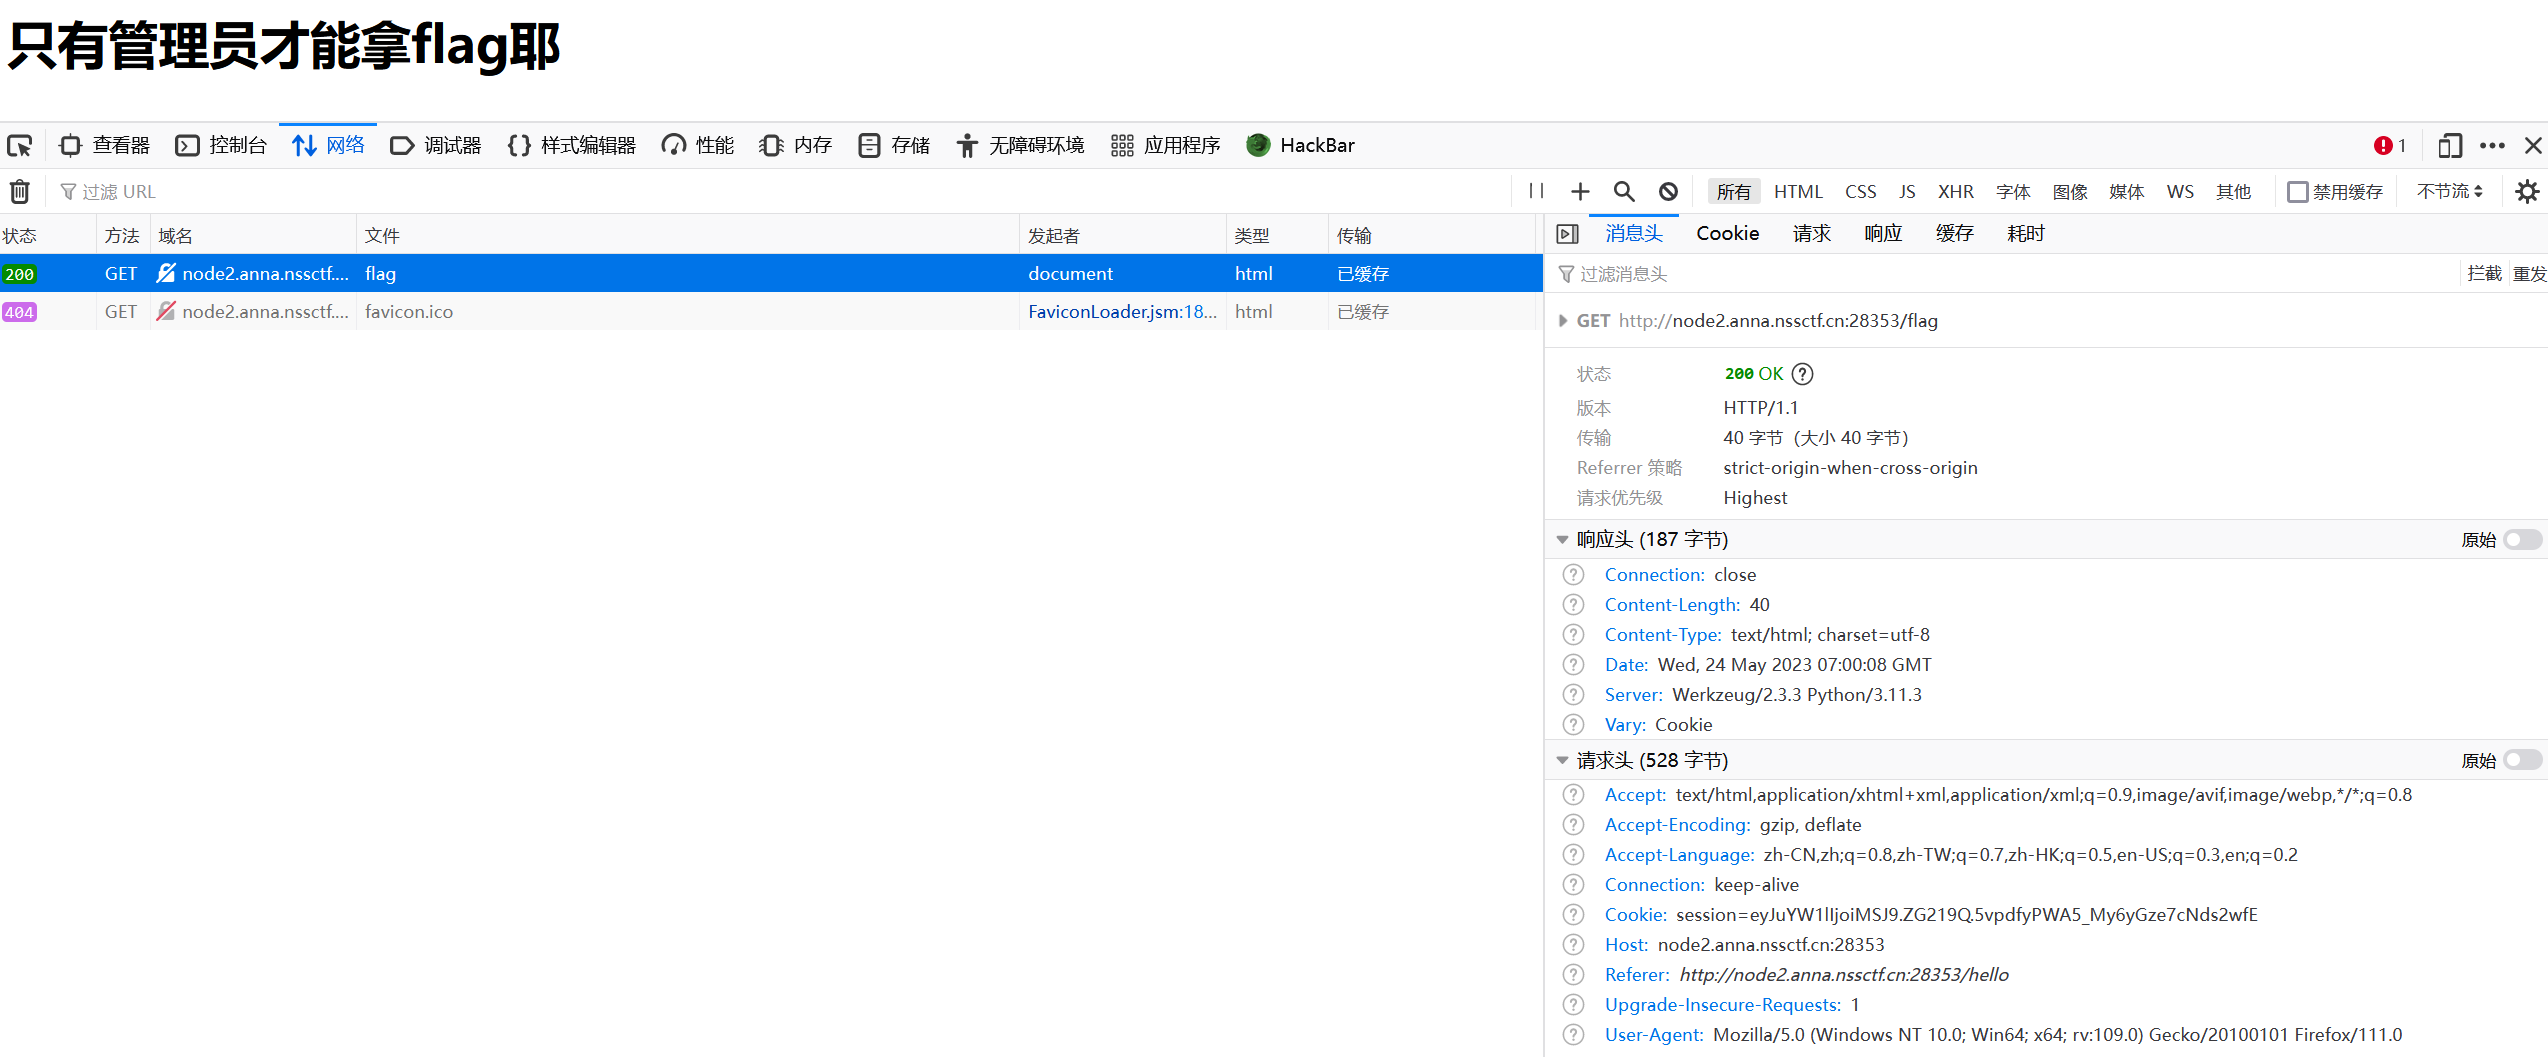 只有管理员才能拿flag耶
查看器 控制台 网络 调试器 样式编辑器 性能 内存 存储 无障碍环境 应用程序 HackBar 1
过滤 URL 所有 HTML CSS JS XHR 字体 图像 媒体 WS 其他 禁用缓存 不节流
状态 方法 域名 文件 发起者 类型 传输
200 GET node2.anna.nssctf.... flag document html 已缓存
404 GET node2.anna.nssctf.... favicon.ico FaviconLoader.jsm:18... html 已缓存
消息头 Cookie 请求 响应 缓存 耗时
过滤消息头 拦截 重发
GET http://node2.anna.nssctf.cn:28353/flag
状态 200 OK
版本 HTTP/1.1
传输 40 字节（大小 40 字节）
Referrer 策略 strict-origin-when-cross-origin
请求优先级 Highest
响应头 (187 字节) 原始
Connection: close
Content-Length: 40
Content-Type: text/html; charset=utf-8
Date: Wed, 24 May 2023 07:00:08 GMT
Server: Werkzeug/2.3.3 Python/3.11.3
Vary: Cookie
请求头 (528 字节) 原始
Accept: text/html,application/xhtml+xml,application/xml;q=0.9,image/avif,image/webp,*/*;q=0.8
Accept-Encoding: gzip, deflate
Accept-Language: zh-CN,zh;q=0.8,zh-TW;q=0.7,zh-HK;q=0.5,en-US;q=0.3,en;q=0.2
Connection: keep-alive
Cookie: session=eyJuYW1lIjoiMSJ9.ZG219Q.5vpdfyPWA5_My6yGze7cNds2wfE
Host: node2.anna.nssctf.cn:28353
Referer: http://node2.anna.nssctf.cn:28353/hello
Upgrade-Insecure-Requests: 1
User-Agent: Mozilla/5.0 (Windows NT 10.0; Win64; x64; rv:109.0) Gecko/20100101 Firefox/111.0